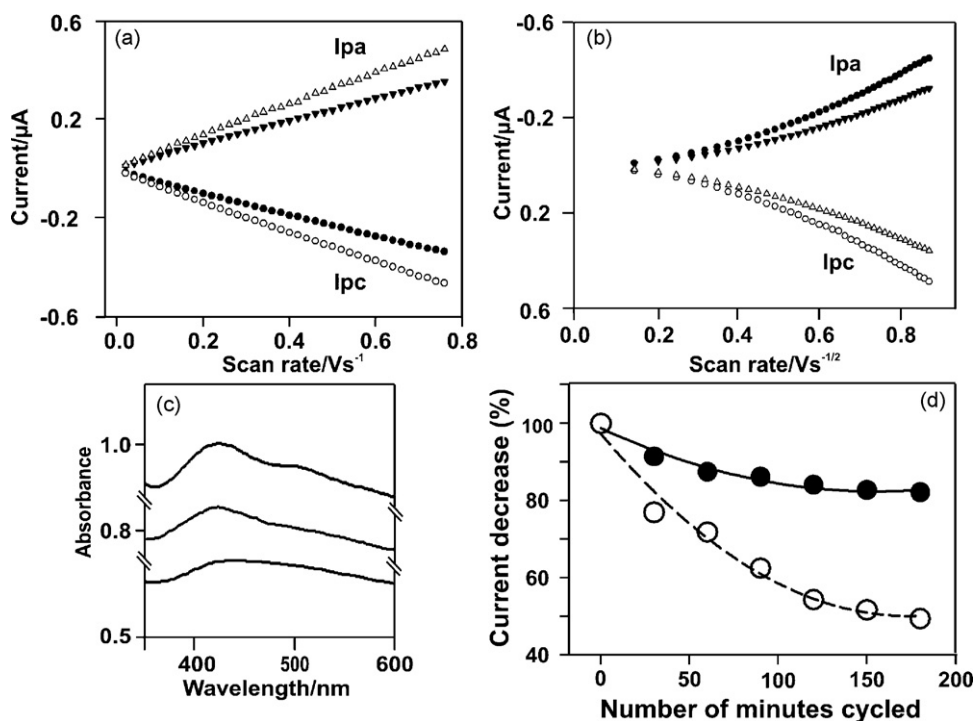 (a)
0.6
0.2
-0.2
-0.6
Current/µA
Ipa
Ipc
0.0 0.2 0.4 0.6 0.8
Scan rate/Vs-1
(b)
-0.6
-0.2
0.2
0.6
Current/µA
Ipa
Ipc
0.0 0.2 0.4 0.6 0.8
Scan rate/Vs-1/2
(c)
1.0
0.8
0.5
Absorbance
400 500 600
Wavelength/nm
(d)
100
80
60
40
Current decrease (%)
0 50 100 150 200
Number of minutes cycled